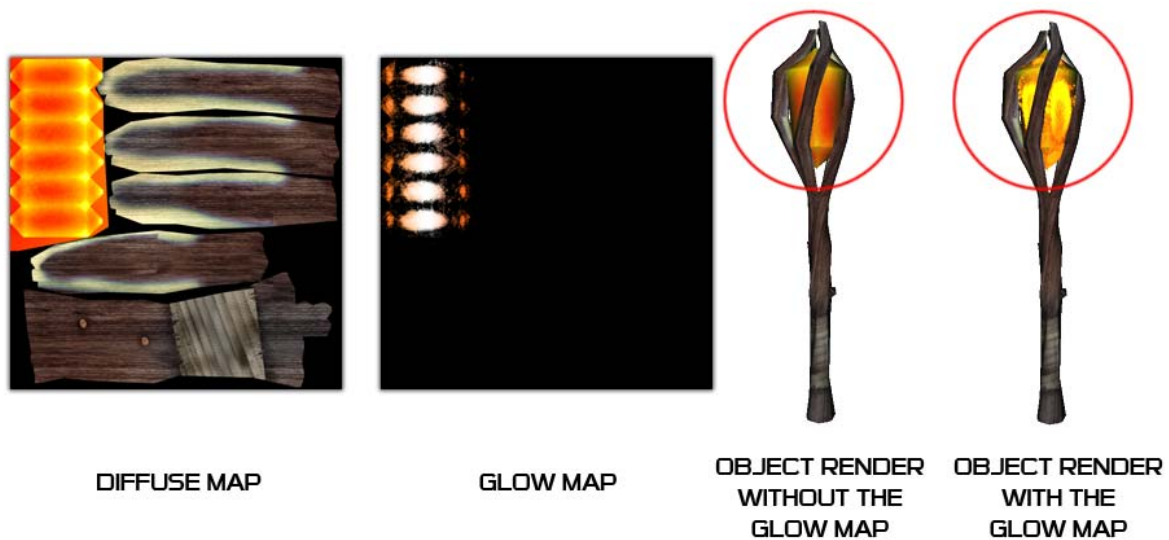 DIFFUSE MAP
GLOW MAP
OBJECT RENDER
WITHOUT THE
GLOW MAP
OBJECT RENDER
WITH THE
GLOW MAP